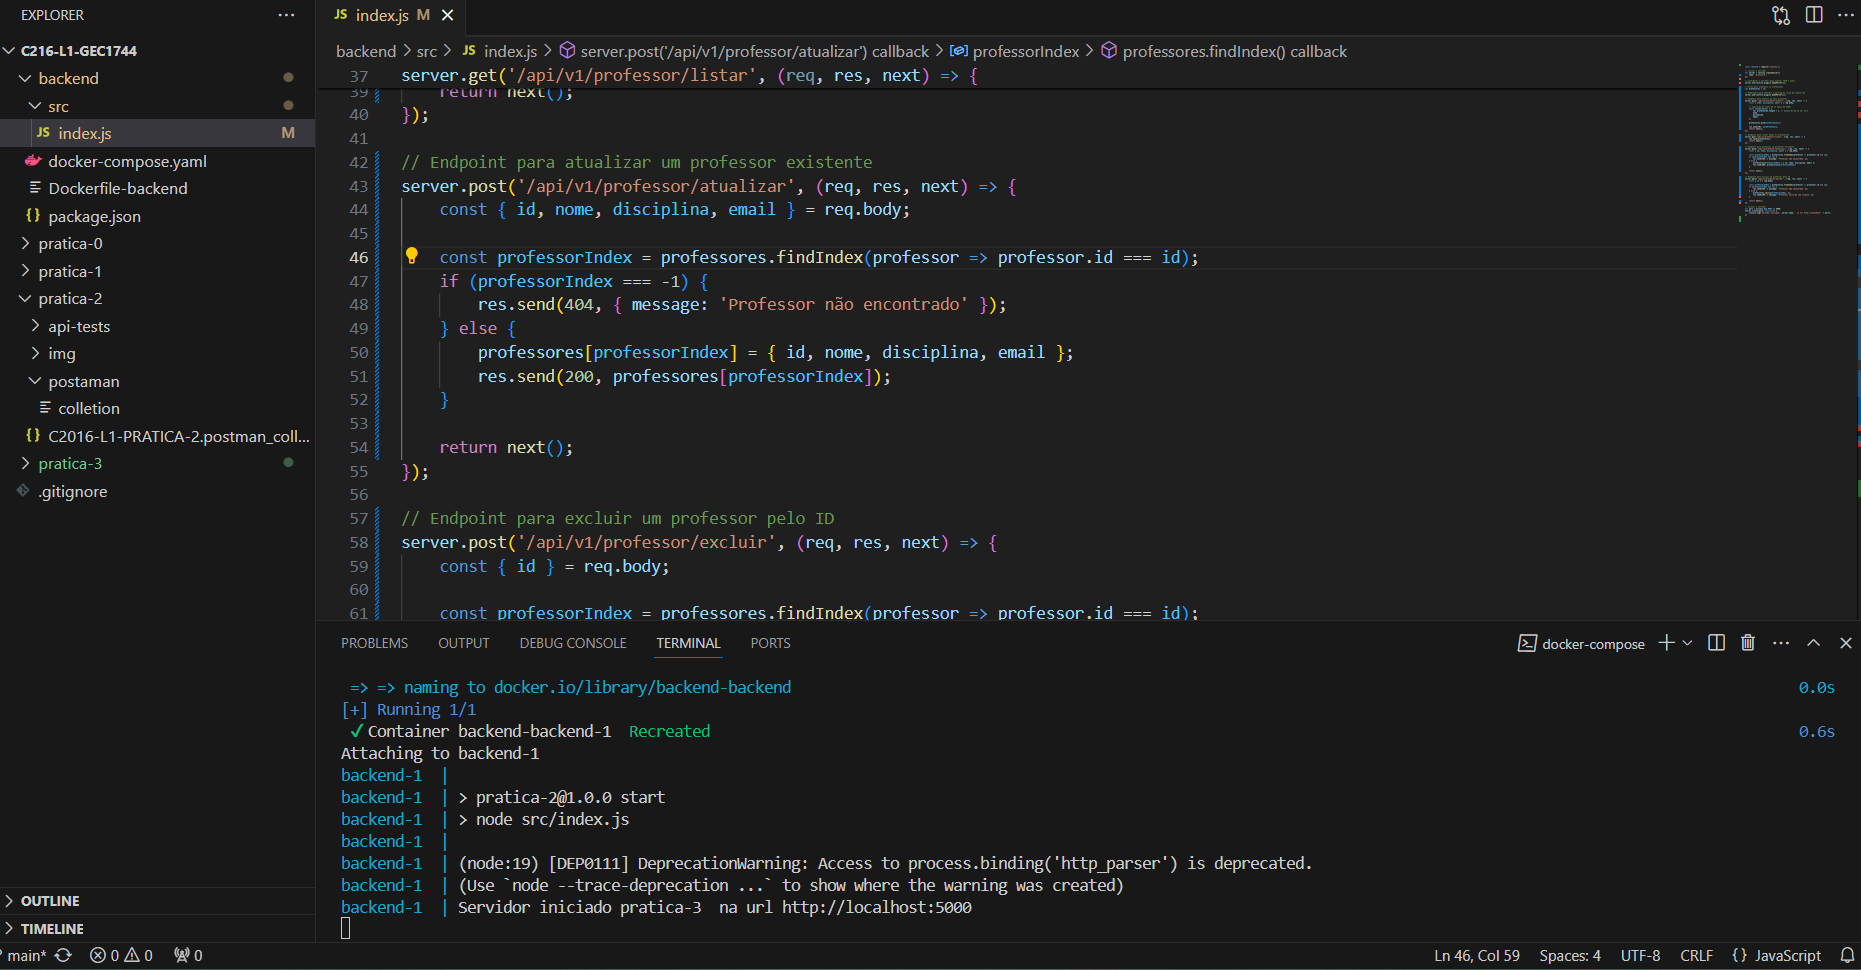 EXPLORER
C216-L1-GEC1744
backend
src
JS index.js M
docker-compose.yaml
Dockerfile-backend
{} package.json
pratica-0
pratica-1
pratica-2
api-tests
img
postaman
colletion
{} C2016-L1-PRATICA-2.postman_coll...
pratica-3
.gitignore
OUTLINE
TIMELINE
JS index.js M
backend > src > JS index.js > server.post('/api/v1/professor/atualizar') callback > professorIndex > professores.findIndex() callback
37 server.get('/api/v1/professor/listar', (req, res, next) => {
39 return next();
40 });
41
42 // Endpoint para atualizar um professor existente
43 server.post('/api/v1/professor/atualizar', (req, res, next) => {
44 const { id, nome, disciplina, email } = req.body;
45
46 const professorIndex = professores.findIndex(professor => professor.id === id);
47 if (professorIndex === -1) {
48 res.send(404, { message: 'Professor não encontrado' });
49 } else {
50 professores[professorIndex] = { id, nome, disciplina, email };
51 res.send(200, professores[professorIndex]);
52 }
53
54 return next();
55 });
56
57 // Endpoint para excluir um professor pelo ID
58 server.post('/api/v1/professor/excluir', (req, res, next) => {
59 const { id } = req.body;
60
61 const professorIndex = professores.findIndex(professor => professor.id === id);
PROBLEMS OUTPUT DEBUG CONSOLE TERMINAL PORTS docker-compose
=> => naming to docker.io/library/backend-backend 0.0s
[+] Running 1/1
✓ Container backend-backend-1 Recreated 0.6s
Attaching to backend-1
backend-1 |
backend-1 | > pratica-2@1.0.0 start
backend-1 | > node src/index.js
backend-1 |
backend-1 | (node:19) [DEP0111] DeprecationWarning: Access to process.binding('http_parser') is deprecated.
backend-1 | (Use `node --trace-deprecation ...` to show where the warning was created)
backend-1 | Servidor iniciado pratica-3 na url http://localhost:5000
main* 0 0 0 Ln 46, Col 59 Spaces: 4 UTF-8 CRLF {} JavaScript